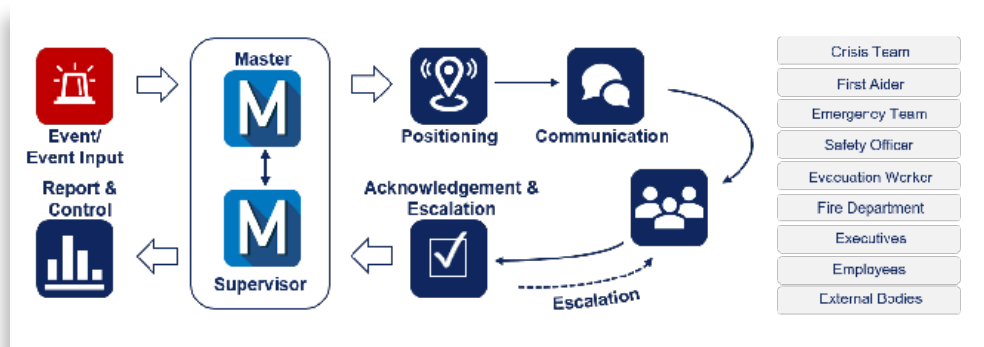 Event/
Event Input
Master
M
Positioning
Communication
Report &
Control
M
Supervisor
Acknowledgement &
Escalation
Escalation
Crisis Team
First Aider
Emergency Team
Safety Officer
Evacuation Worker
Fire Department
Executives
Employees
External Bodies